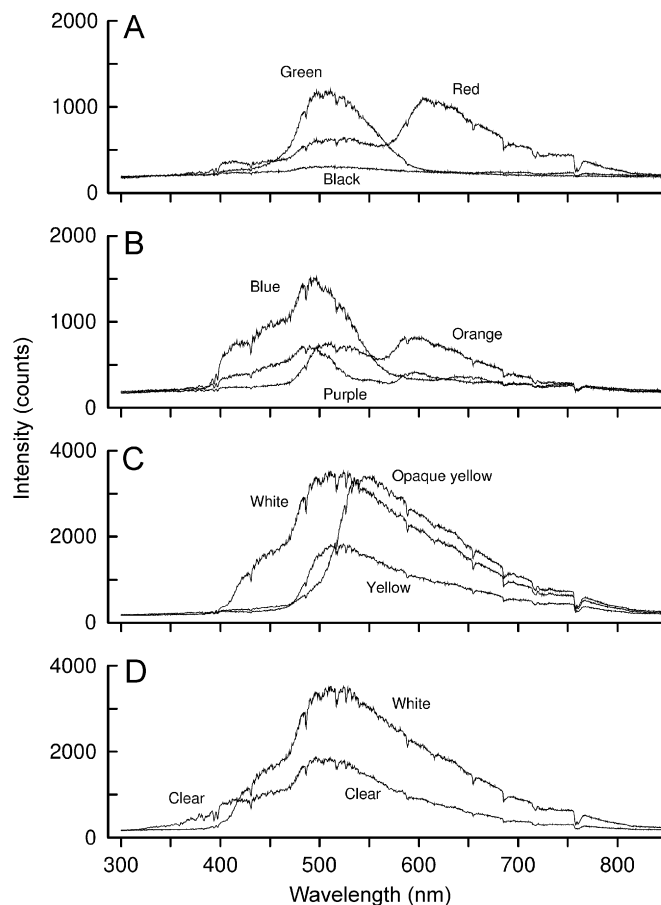 A
2000
1000
0
Green
Red
Black
B
2000
1000
0
Blue
Orange
Purple
Intensity (counts)
C
4000
2000
0
White
Opaque yellow
Yellow
D
4000
2000
0
White
Clear
Clear
300 400 500 600 700 800
Wavelength (nm)